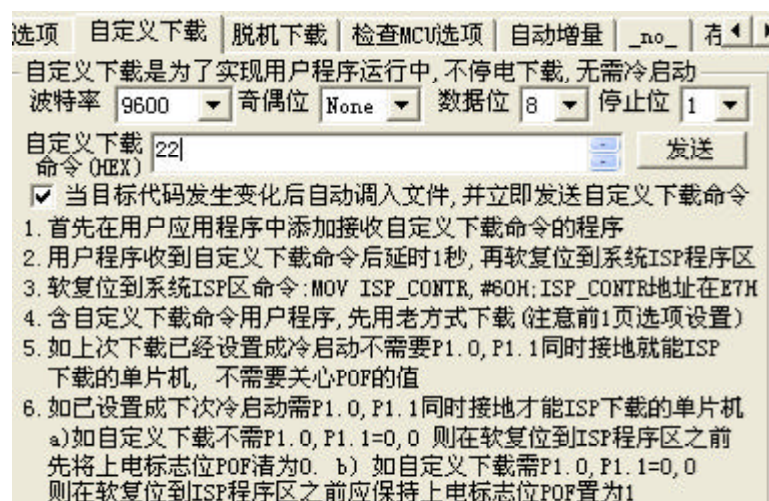 选项 自定义下载 脱机下载 检查MCU选项 自动增量 _no_ 存
自定义下载是为了实现用户程序运行中,不停电下载,无需冷启动
波特率 9600 奇偶位 None 数据位 8 停止位 1
自定义下载
命令(HEX) 22 发送
当目标代码发生变化后自动调入文件,并立即发送自定义下载命令
1.首先在用户应用程序中添加接收自定义下载命令的程序
2.用户程序收到自定义下载命令后延时1秒,再软复位到系统ISP程序区
3.软复位到系统ISP区命令:MOV ISP_CONTR,#60H;ISP_CONTR地址在E7H
4.含自定义下载命令用户程序,先用老方式下载(注意前1页选项设置)
5.如上次下载已经设置成冷启动不需要P1.0,P1.1同时接地就能ISP
下载的单片机, 不需要关心POF的值
6.如已设置成下次冷启动需P1.0,P1.1同时接地才能ISP下载的单片机
a)如自定义下载不需P1.0,P1.1=0,0 则在软复位到ISP程序区之前
先将上电标志位POF清为0. b) 如自定义下载需P1.0,P1.1=0,0
则在软复位到ISP程序区之前应保持上电标志位POF置为1